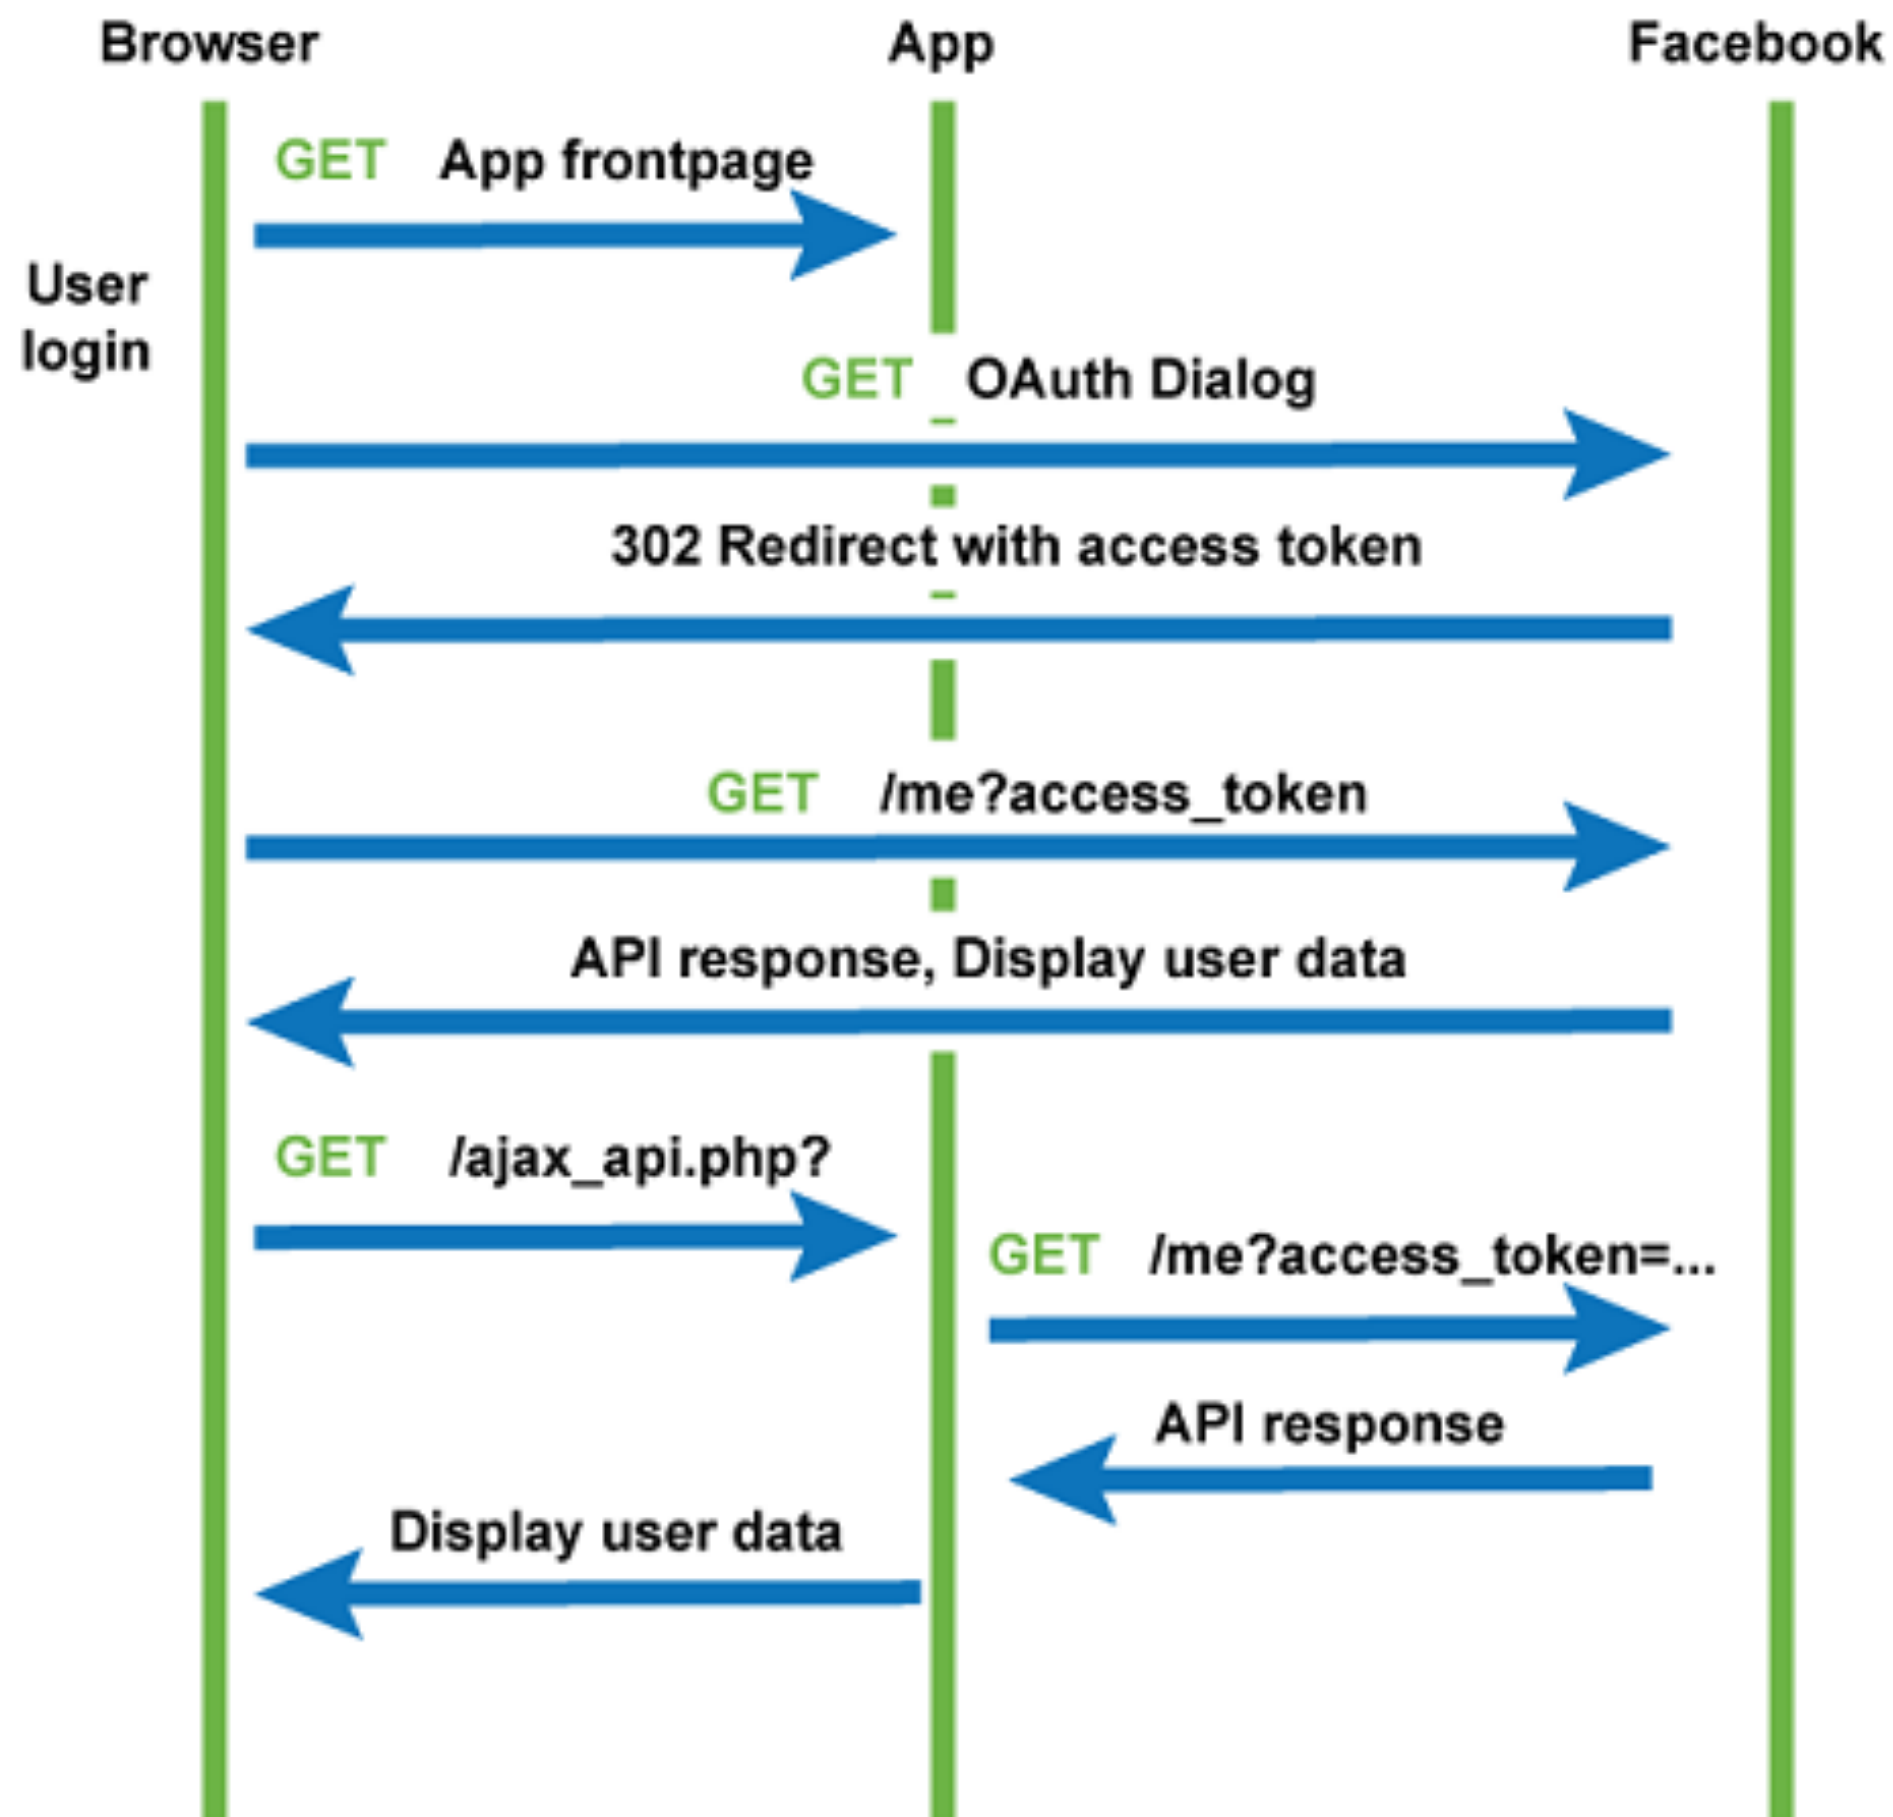 Browser App Facebook
GET App frontpage
User
login
GET OAuth Dialog
302 Redirect with access token
GET /me?access_token
API response, Display user data
GET /ajax_api.php?
GET /me?access_token=...
API response
Display user data